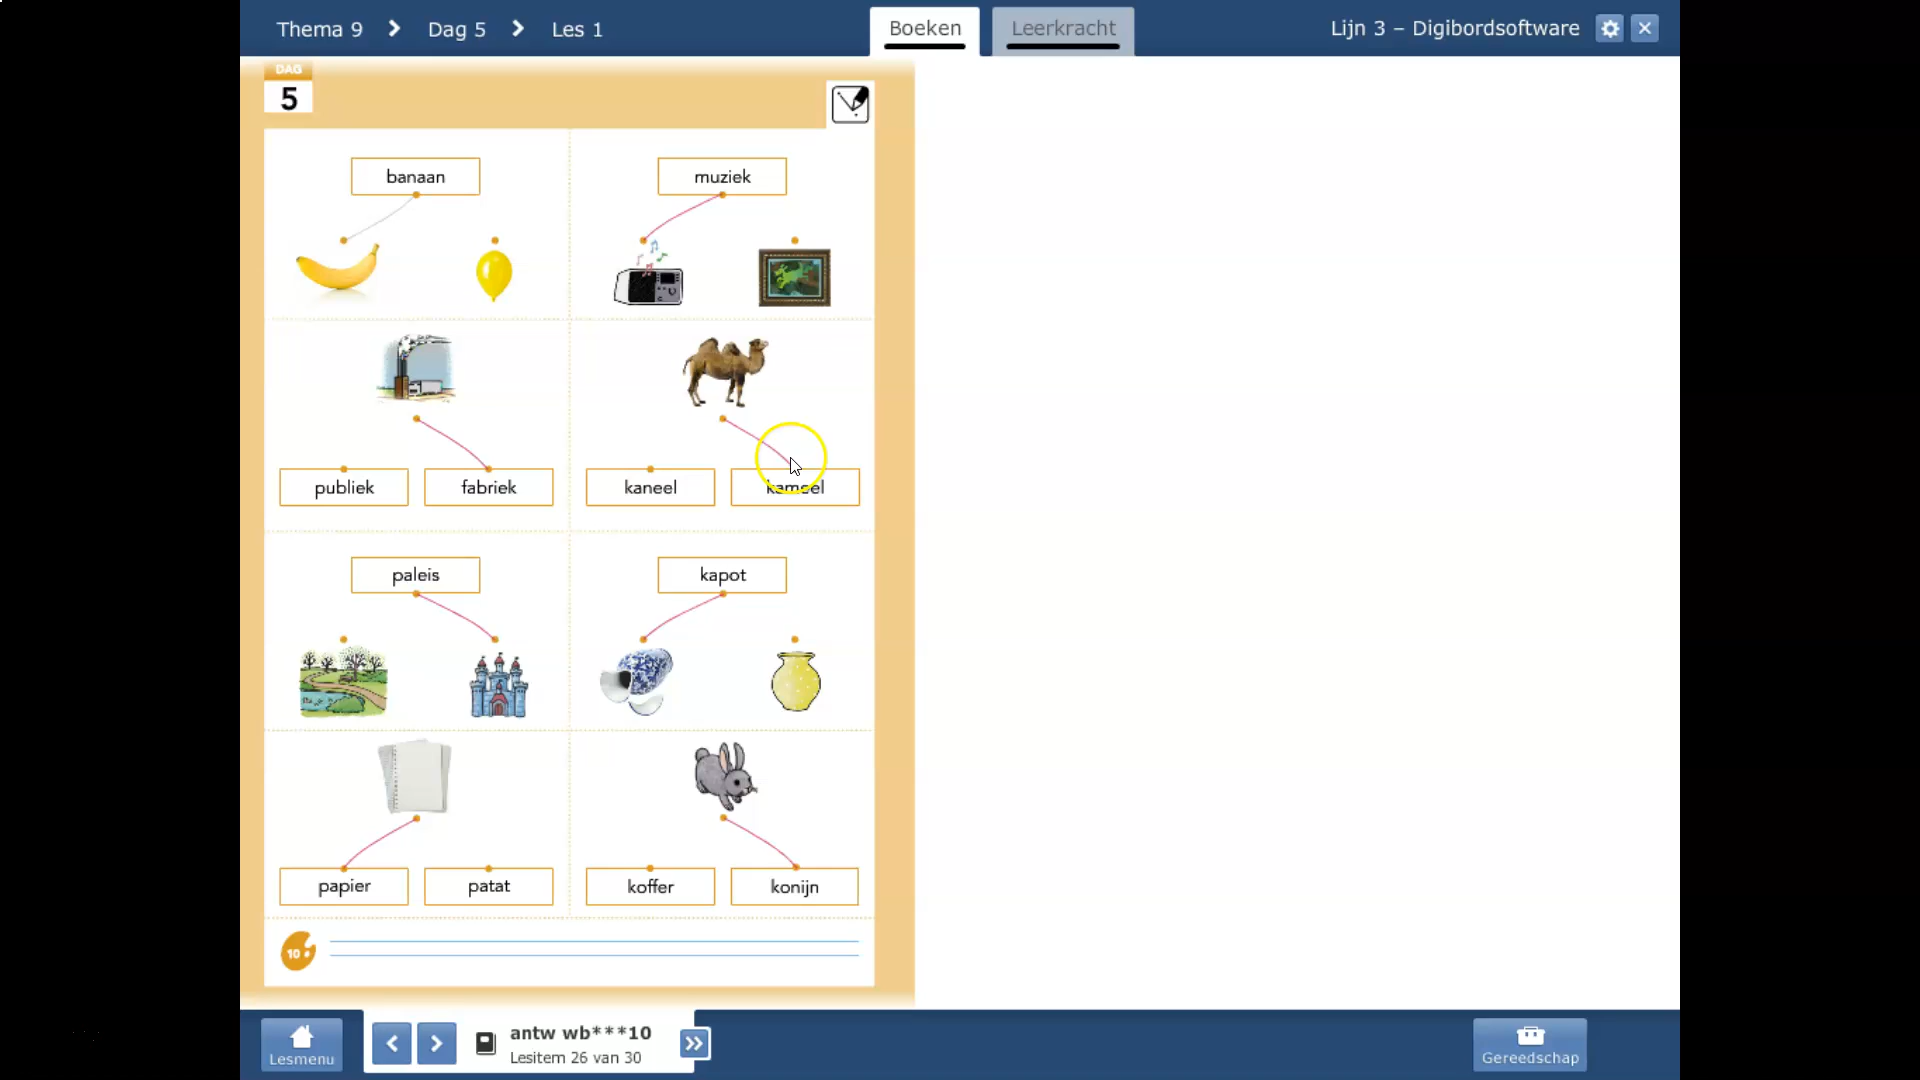 Thema 9 > Dag 5 > Les 1
Boeken
Leerkracht
Lijn 3 – Digibordsoftware
DAG
5
banaan
muziek
publiek
fabriek
kaneel
kameel
paleis
kapot
papier
patat
koffer
konijn
10
Lesmenu
antw wb***10
Lesitem 26 van 30
Gereedschap